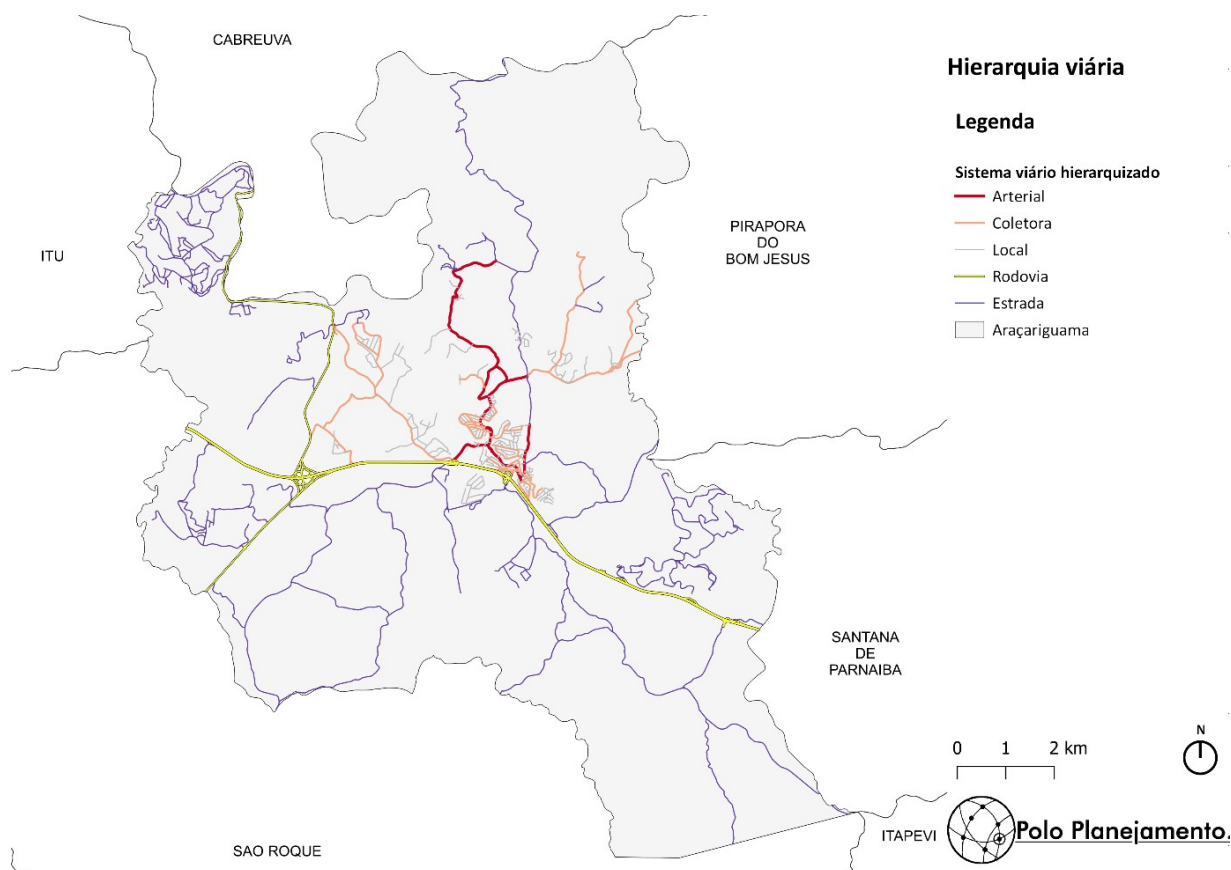 CABREUVA
Hierarquia viária
Legenda
Sistema viário hierarquizado
Arterial
Coletora
Local
Rodovia
Estrada
Araçariguama
ITU
PIRAPORA
DO
BOM JESUS
SANTANA
DE
PARNAIBA
N
0 1 2 km
SAO ROQUE
ITAPEVI
Polo Planejamento.